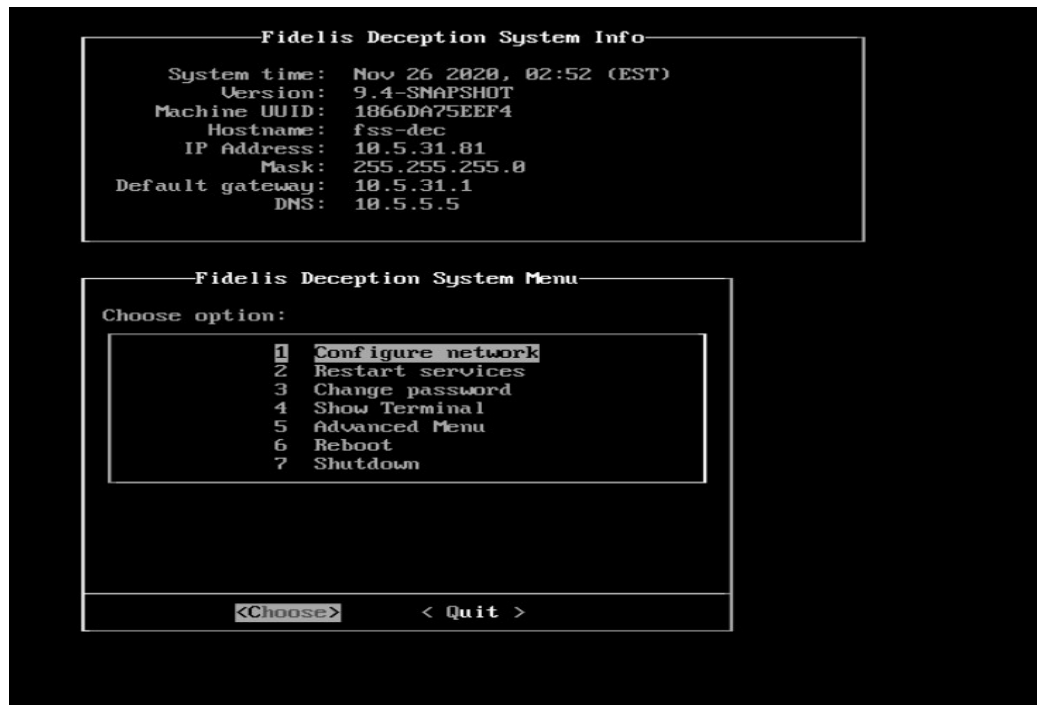 Fidelis Deception System Info
System time: Nov 26 2020, 02:52 (EST)
Version: 9.4-SNAPSHOT
Machine UUID: 1866DA75EEF4
Hostname: fss-dec
IP Address: 10.5.31.81
Mask: 255.255.255.0
Default gateway: 10.5.31.1
DNS: 10.5.5.5
Fidelis Deception System Menu
Choose option:
1 Configure network
2 Restart services
3 Change password
4 Show Terminal
5 Advanced Menu
6 Reboot
7 Shutdown
<Choose> < Quit >